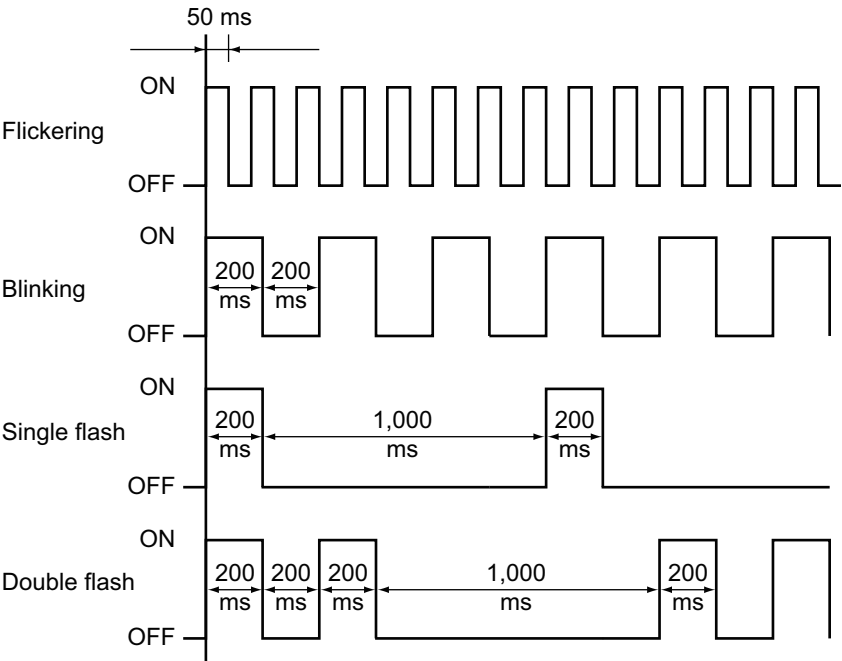 50 ms
ON
Flickering
OFF
ON
200 ms 200 ms
Blinking
OFF
ON
200 ms 1,000 ms 200 ms
Single flash
OFF
ON
200 ms 200 ms 200 ms 1,000 ms 200 ms
Double flash
OFF